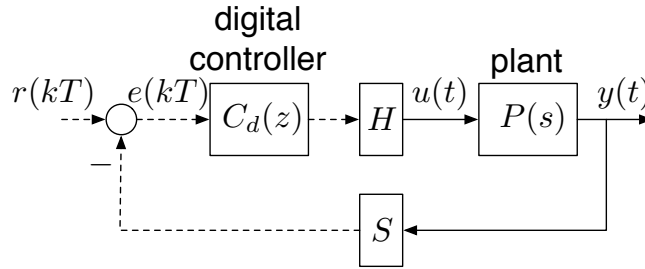 digital
controller
plant
r(kT)
e(kT)
C_d(z)
H
u(t)
P(s)
y(t)
−
S